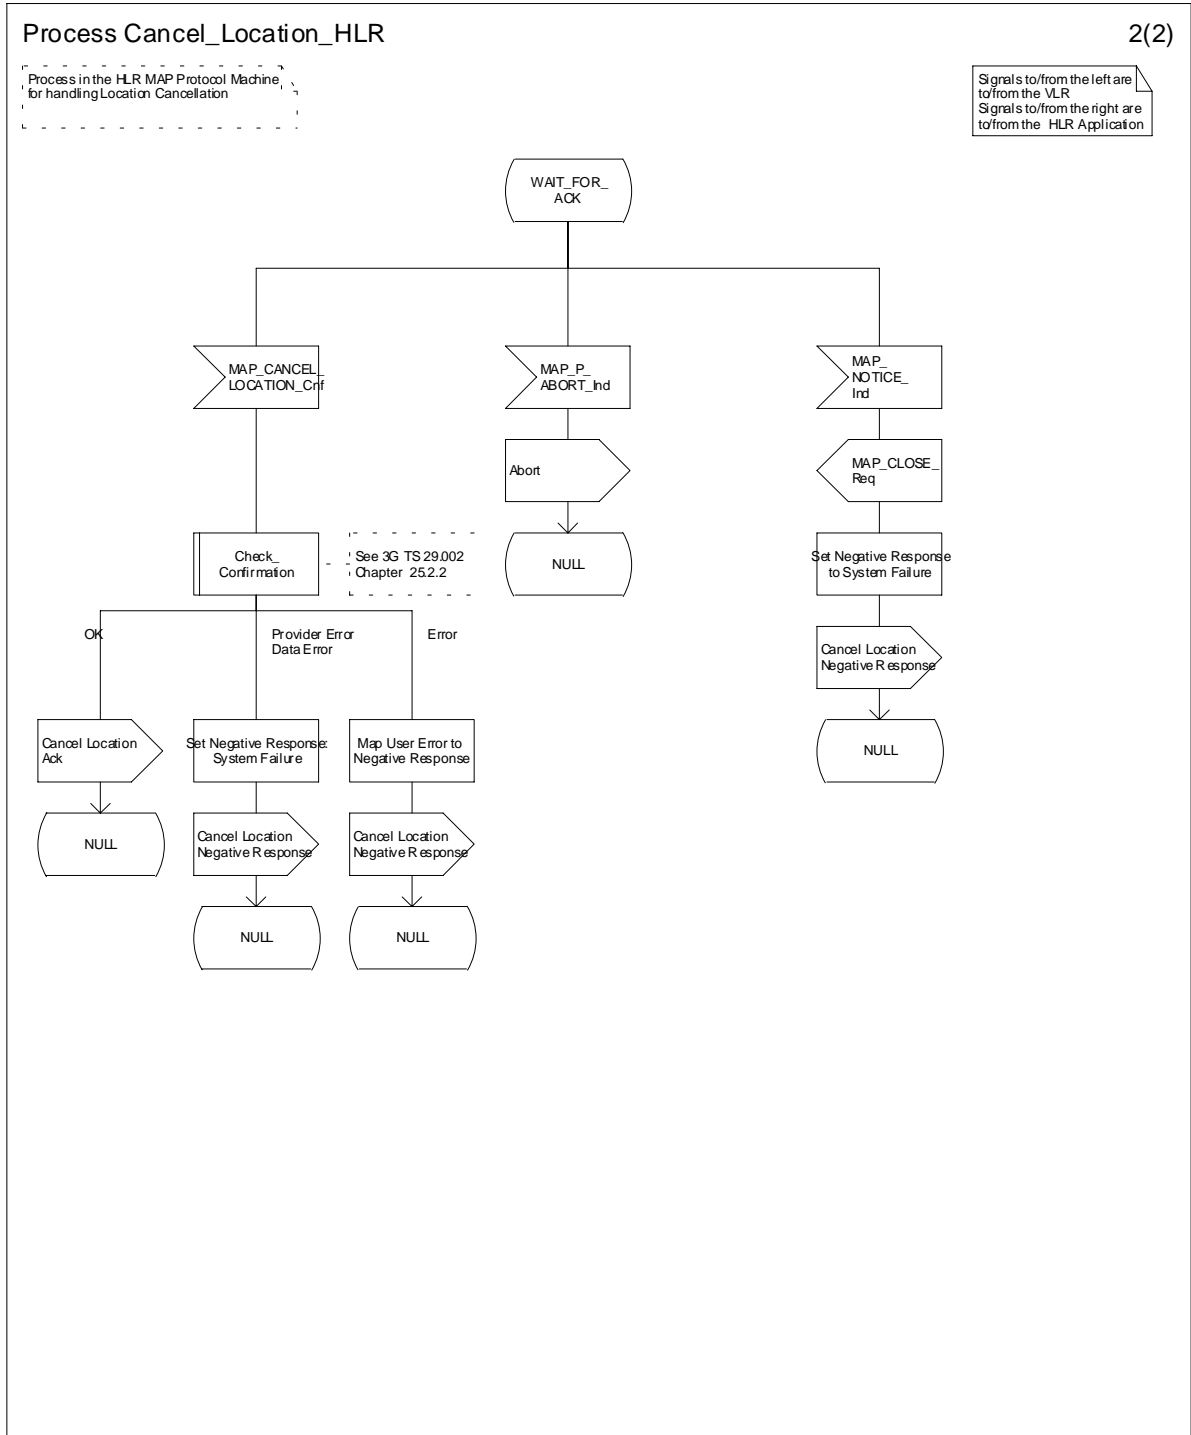 Process Cancel_Location_HLR
2(2)
Process in the HLR MAP Protocol Machine
for handling Location Cancellation
Signals to/from the left are
to/from the VLR
Signals to/from the right are
to/from the HLR Application
WAIT_FOR_
ACK
MAP_CANCEL_
LOCATION_Cnf
MAP_P_
ABORT_Ind
MAP_
NOTICE_
Ind
Abort
MAP_CLOSE_
Req
Check_
Confirmation
See 3G TS 29.002
Chapter 25.2.2
NULL
Set Negative Response
to System Failure
OK
Provider Error
Data Error
Error
Cancel Location
Negative Response
Cancel Location
Ack
Set Negative Response:
System Failure
Map User Error to
Negative Response
NULL
NULL
Cancel Location
Negative Response
Cancel Location
Negative Response
NULL
NULL